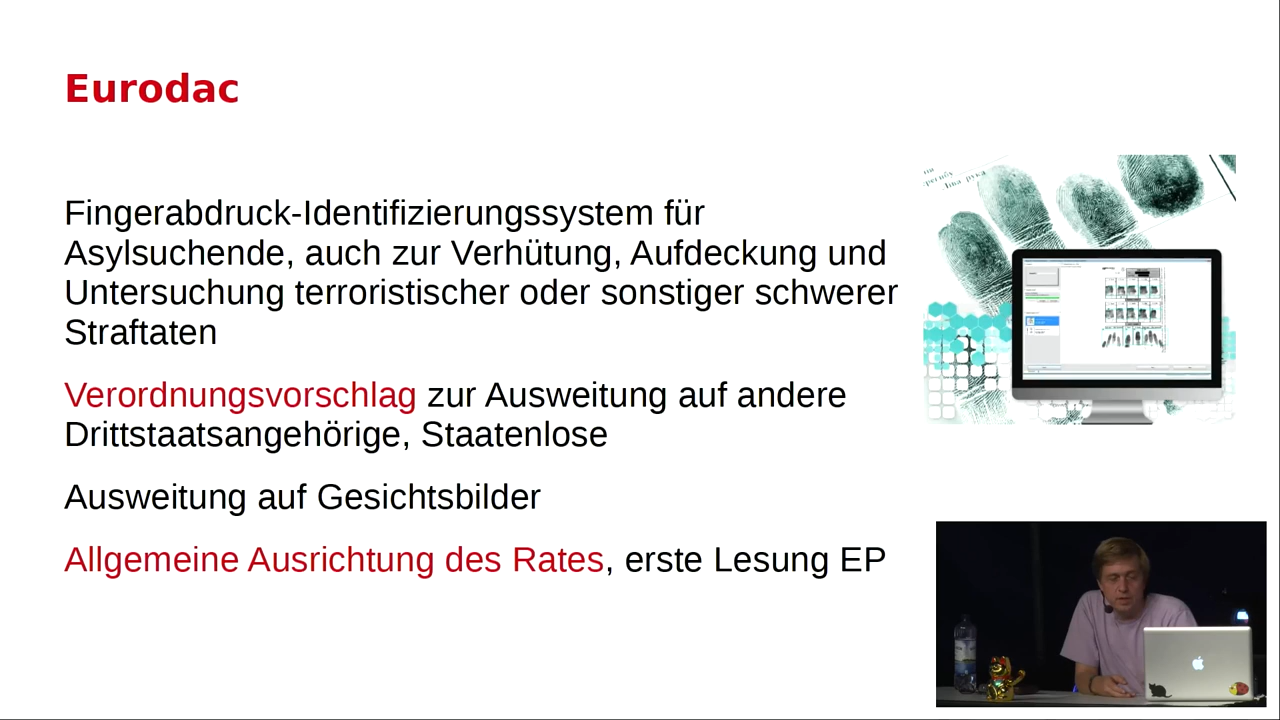 Eurodac
Fingerabdruck-Identifizierungssystem für
Asylsuchende, auch zur Verhütung, Aufdeckung und
Untersuchung terroristischer oder sonstiger schwerer
Straftaten
Verordnungsvorschlag zur Ausweitung auf andere
Drittstaatsangehörige, Staatenlose
Ausweitung auf Gesichtsbilder
Allgemeine Ausrichtung des Rates, erste Lesung EP